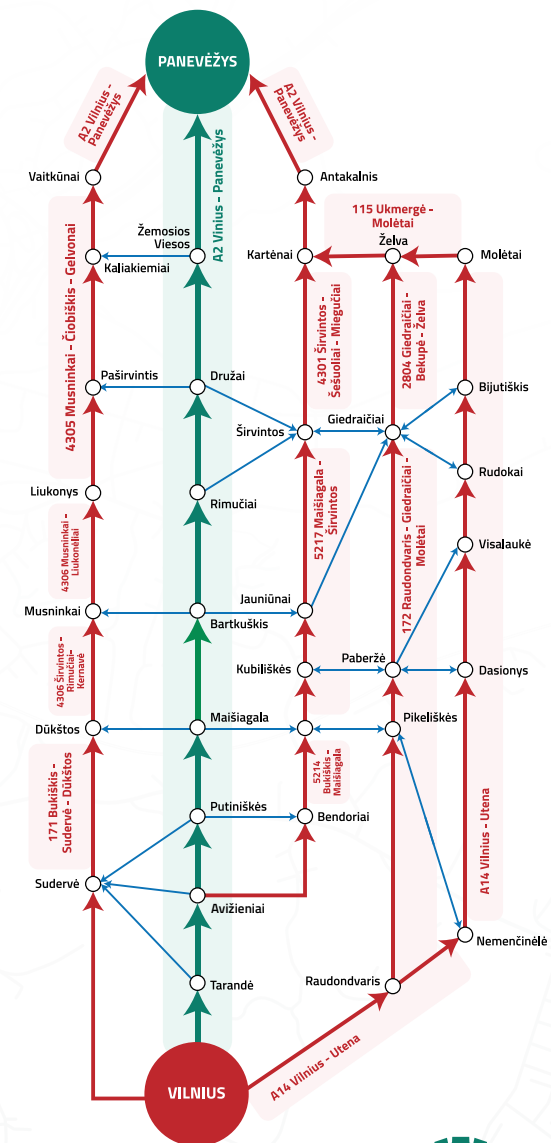 PANEVĖŽYS
A2 Vilnius -
Panevėžys
A2 Vilnius -
Panevėžys
A2 Vinius - Panevėžys
Vaitkūnai
Antakalnis
115 Ukmergė -
Molėtai
Žemosios
Viesos
Kaliakiemiai
Kartėnai
Želva
Molėtai
4305 Musninkai - Čiobiškis - Gelvonai
4301 Širvintos -
Šešuoliai - Miegučiai
2804 Giedraičiai -
Bekupė - Želva
Paširvintis
Družai
Bijutiškis
Širvintos
Giedraičiai
Rudokai
Liukonys
Rimučiai
5217 Maišiagala -
Širvintos
172 Raudondvaris - Giedraičiai -
Molėtai
Visalaukė
4306 Musninkai -
Liukonėliai
Musninkai
Bartkuškis
Jauniūnai
4306 Širvintos -
Rimučiai-
Kernavė
Kubiliškės
Paberžė
Dasionys
Dūkštos
Maišiagala
Pikeliškės
171 Bukiškis -
Sudervė - Dūkštos
5214
Bukiškis -
Maišiagala
A14 Vilnius - Utena
Putiniškės
Bendoriai
Sudervė
Avižieniai
Nemenčinėlė
Tarandė
Raudondvaris
VILNIUS
A14 Vilnius - Utena